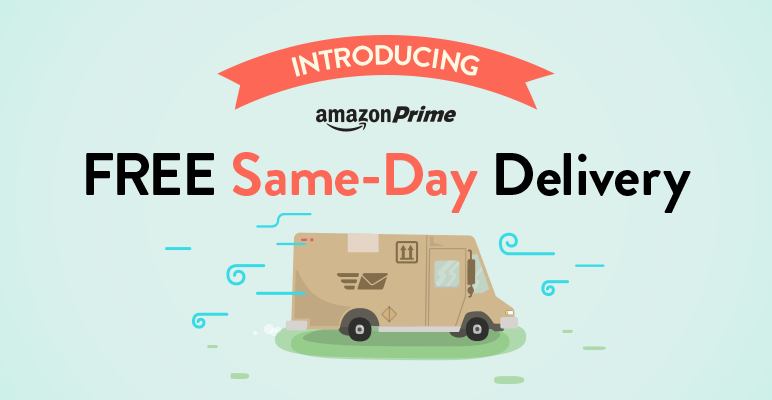 INTRODUCING
amazonPrime
FREE Same-Day Delivery